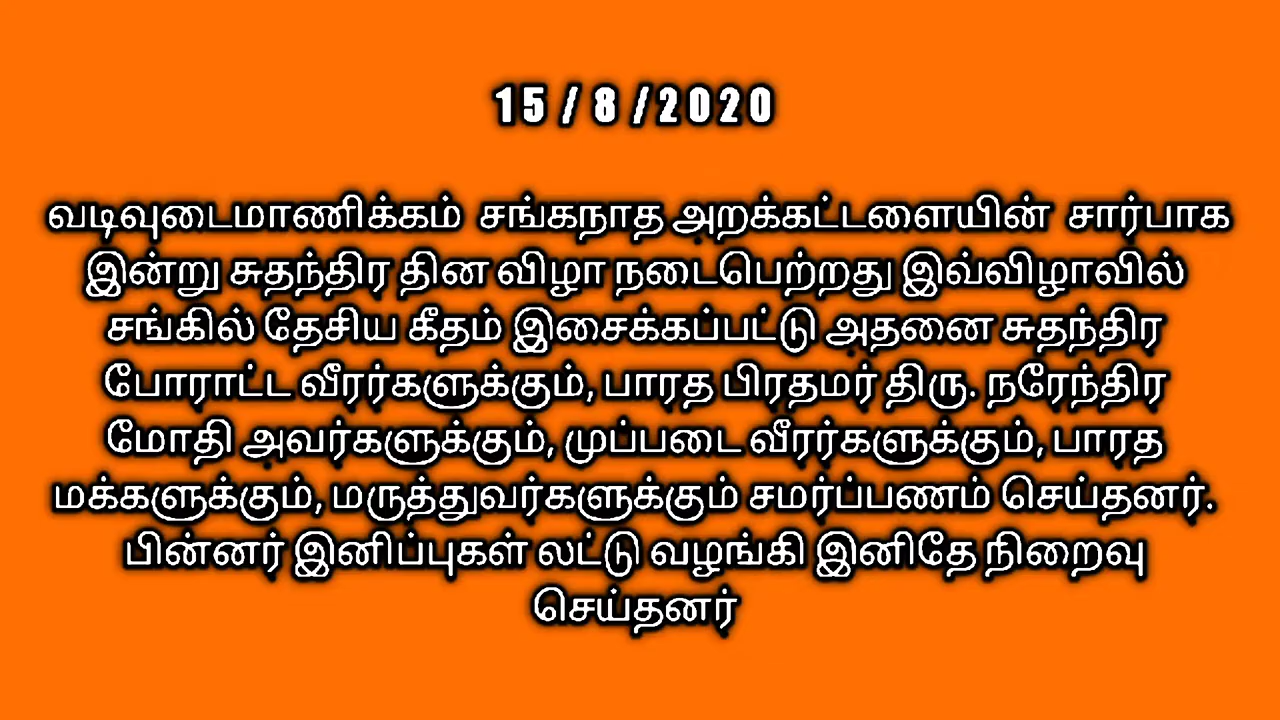 15 / 8 /2020
வடிவுடைமாணிக்கம் சங்கநாத அறக்கட்டளையின் சார்பாக
இன்று சுதந்திர தின விழா நடைபெற்றது இவ்விழாவில்
சங்கில் தேசிய கீதம் இசைக்கப்பட்டு அதனை சுதந்திர
போராட்ட வீரர்களுக்கும், பாரத பிரதமர் திரு. நரேந்திர
மோதி அவர்களுக்கும், முப்படை வீரர்களுக்கும், பாரத
மக்களுக்கும், மருத்துவர்களுக்கும் சமர்ப்பணம் செய்தனர்.
பின்னர் இனிப்புகள் லட்டு வழங்கி இனிதே நிறைவு
செய்தனர்